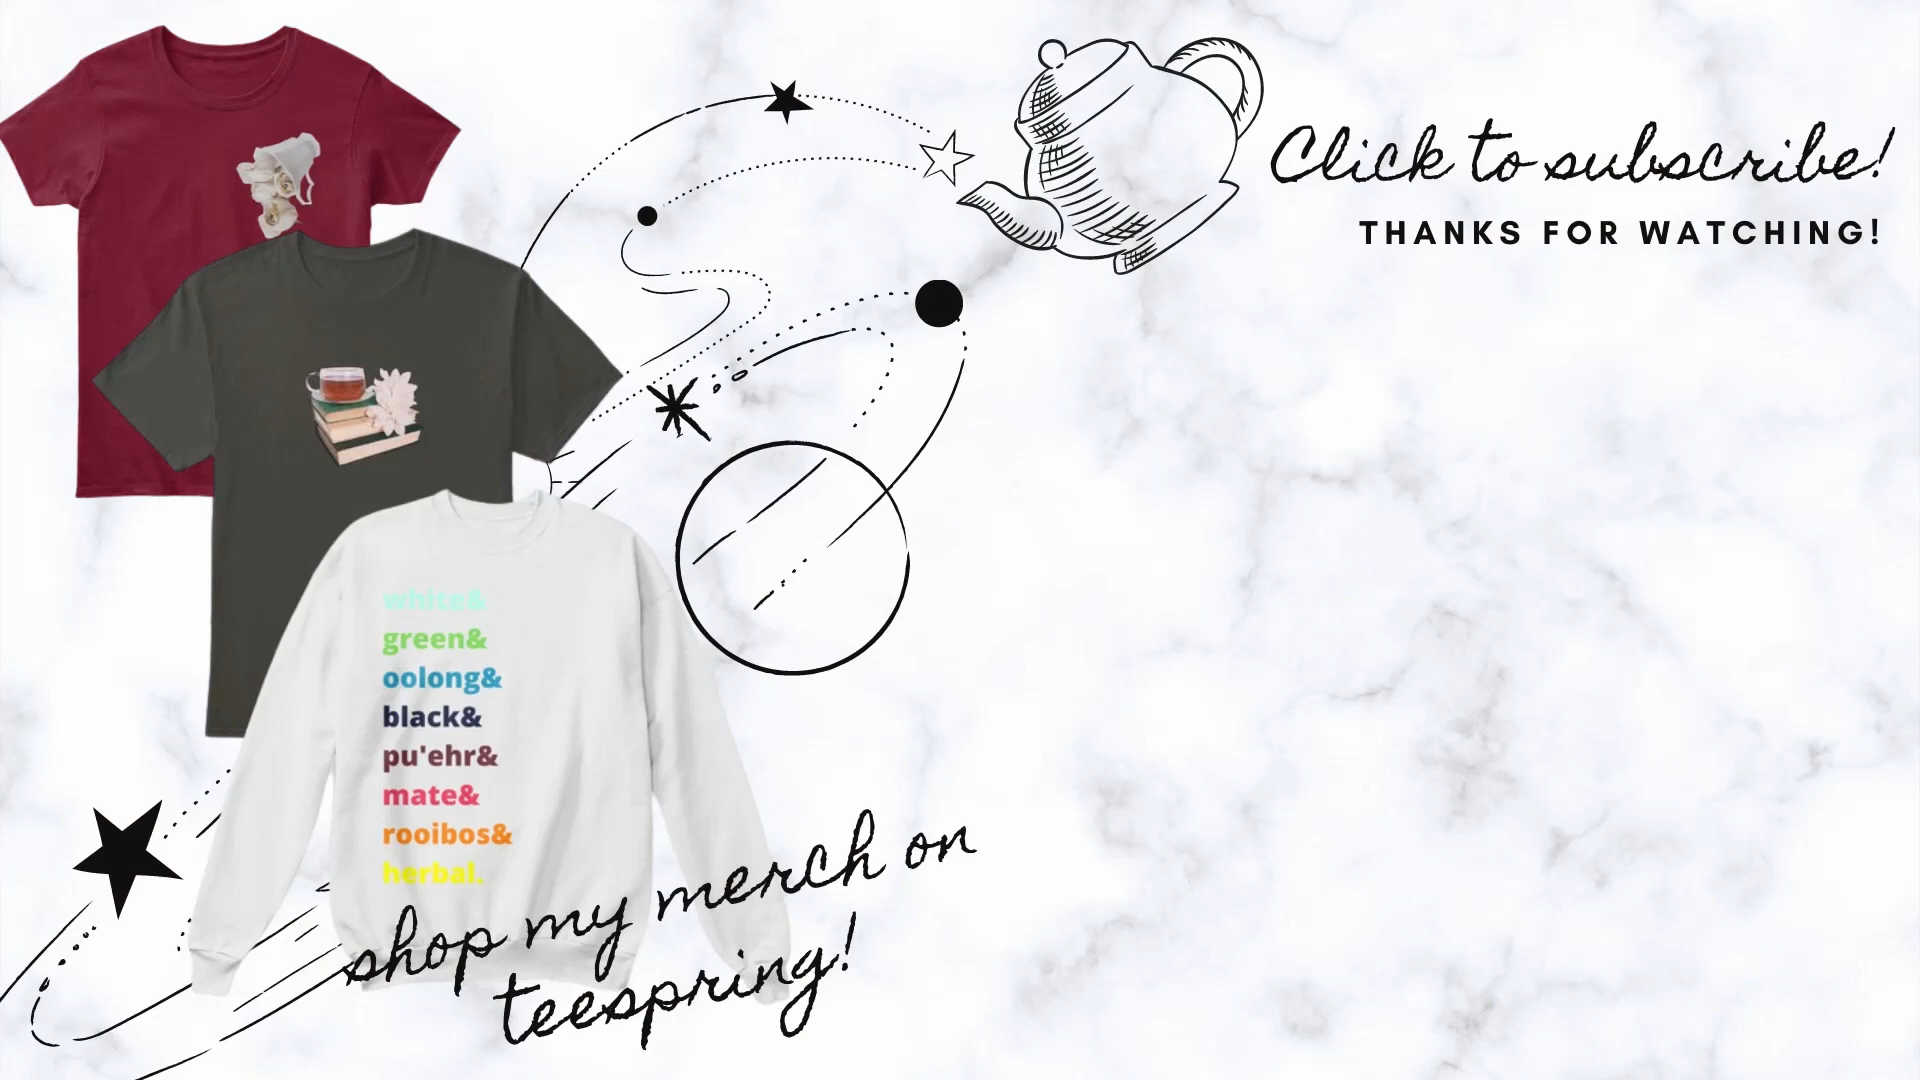 Click to subscribe!
THANKS FOR WATCHING!
white&
green&
oolong&
black&
pu'ehr&
mate&
rooibos&
herbal.
shop my merch on
teespring!